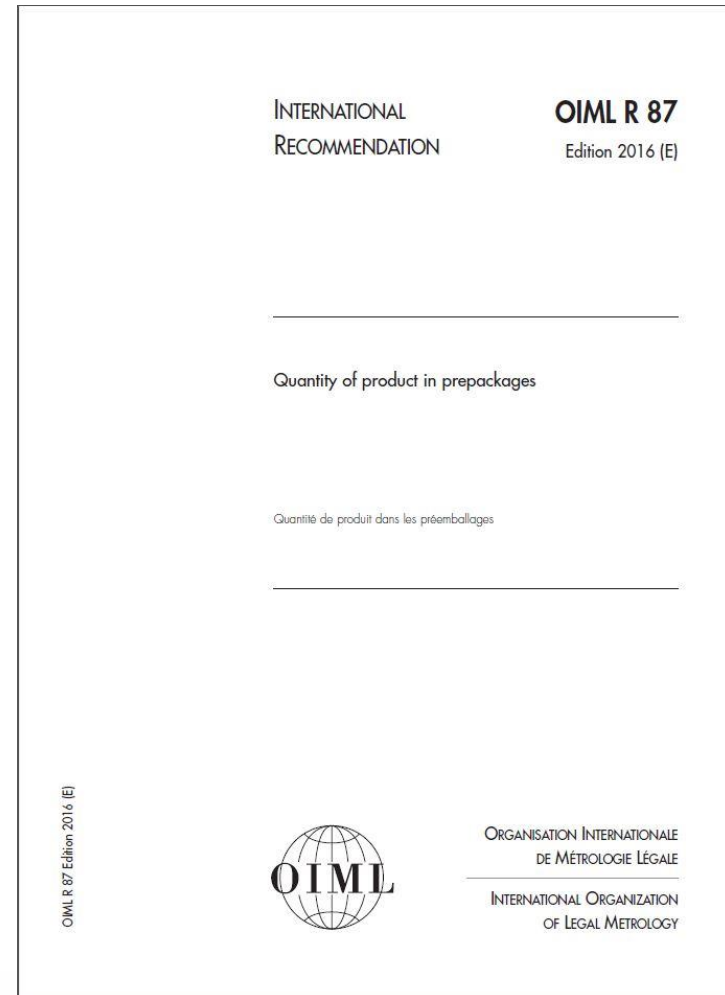 INTERNATIONAL
RECOMMENDATION
OIML R 87
Edition 2016 (E)
Quantity of product in prepackages
Quantité de produit dans les préemballages
OIML R 87 Edition 2016 (E)
OIML
ORGANISATION INTERNATIONALE
DE MÉTROLOGIE LÉGALE
INTERNATIONAL ORGANIZATION
OF LEGAL METROLOGY